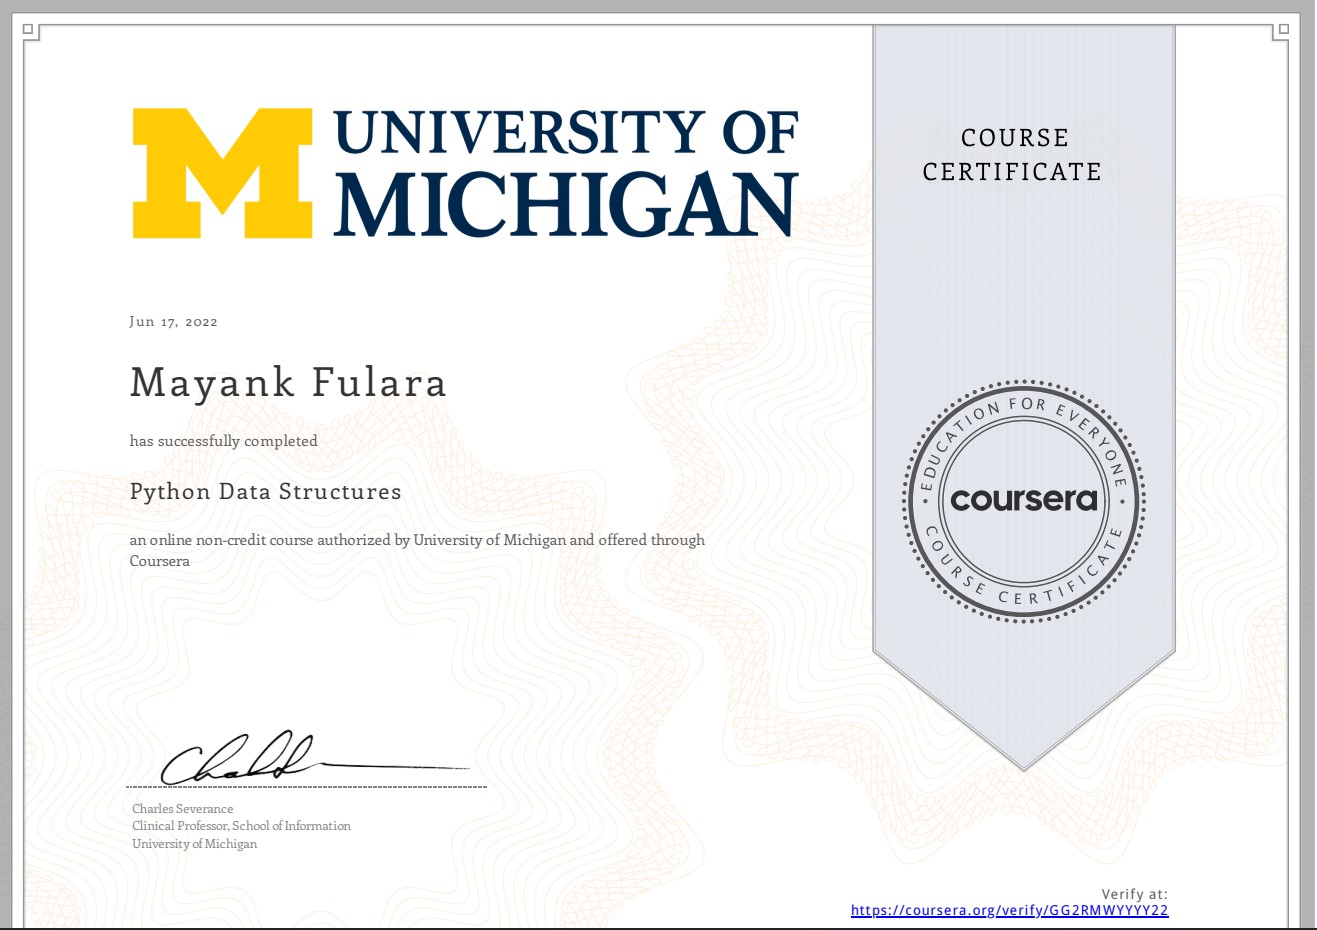 UNIVERSITY OF
MICHIGAN
COURSE
CERTIFICATE
Jun 17, 2022
Mayank Fulara
has successfully completed
Python Data Structures
an online non-credit course authorized by University of Michigan and offered through
Coursera
EDUCATION FOR EVERYONE
coursera
COURSE CERTIFICATE
Charles Severance
Clinical Professor, School of Information
University of Michigan
Verify at:
https://coursera.org/verify/GG2RMWYYYY22